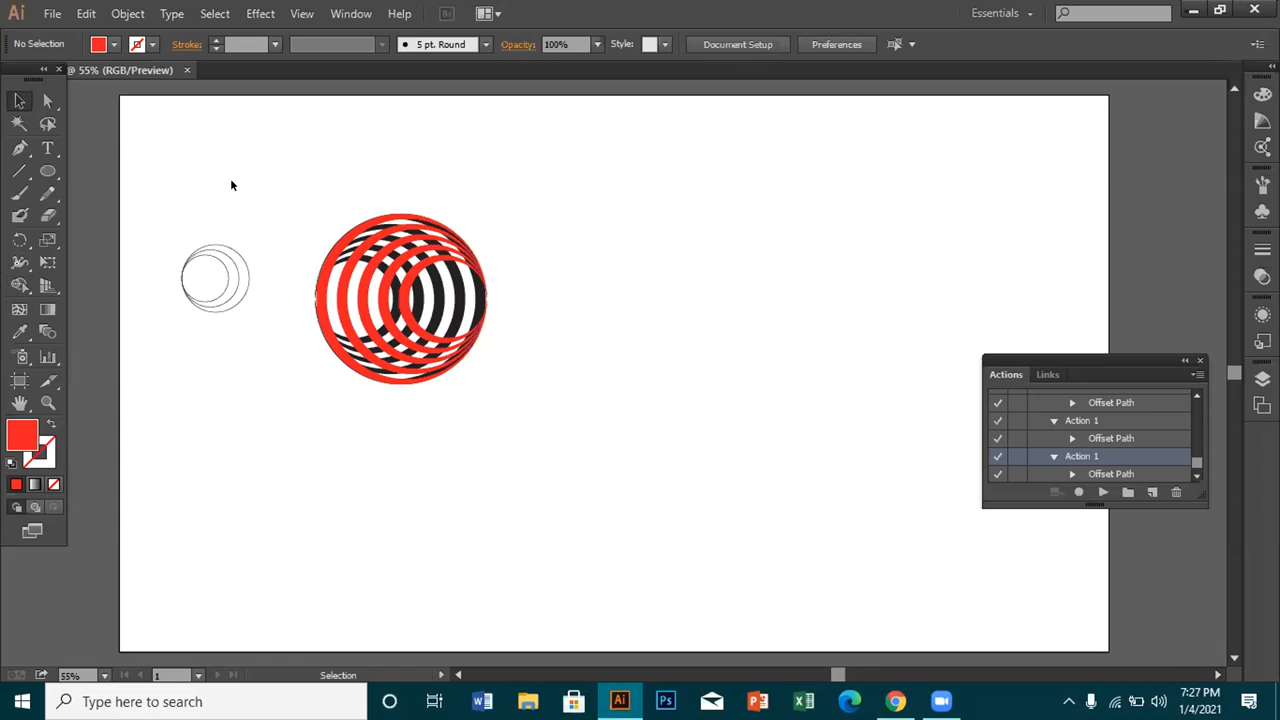 Ai File Edit Object Type Select Effect View Window Help Br Essentials
No Selection Stroke: 5 pt. Round Opacity: 100% Style: Document Setup Preferences
@ 55% (RGB/Preview)
Actions Links
Offset Path
Action 1
Offset Path
Action 1
Offset Path
55% 1 Selection
Type here to search
7:27 PM
1/4/2021